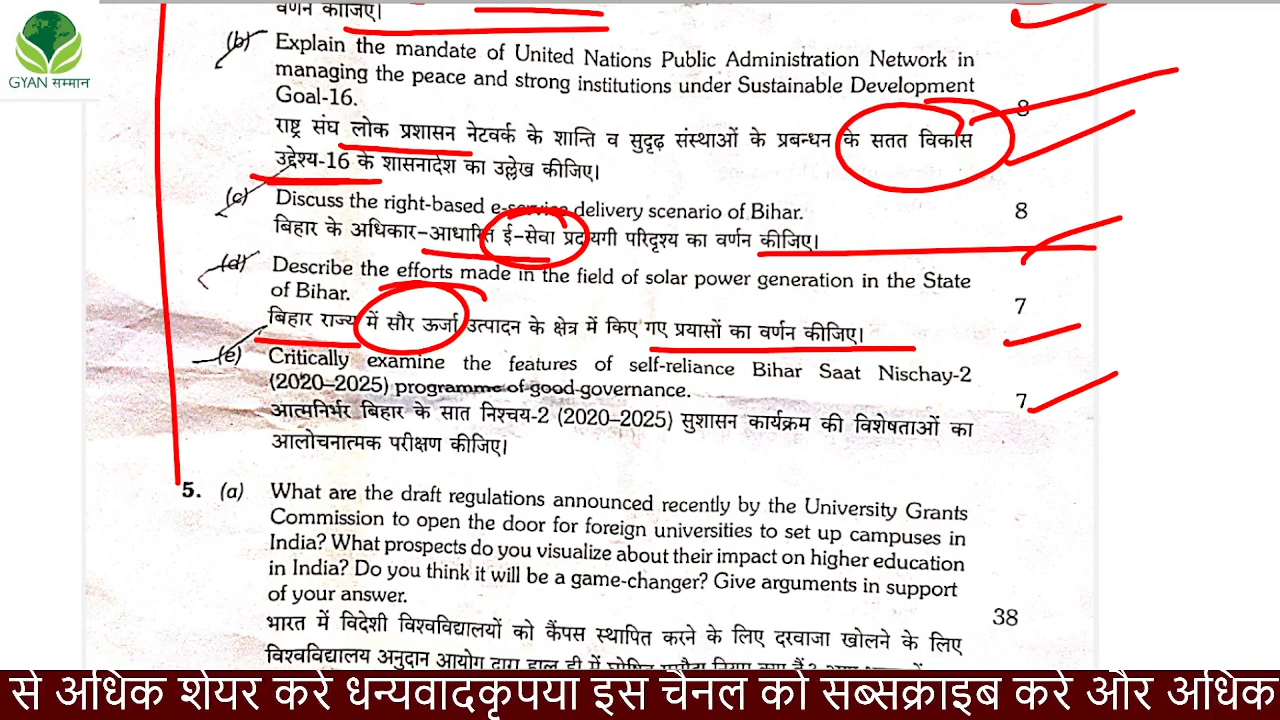 वर्णन कीजिए।
GYAN सम्मान
(b) Explain the mandate of United Nations Public Administration Network in
managing the peace and strong institutions under Sustainable Development
Goal-16.
8
राष्ट्र संघ लोक प्रशासन नेटवर्क के शान्ति व सुदृढ़ संस्थाओं के प्रबन्धन के सतत विकास
उद्देश्य-16 के शासनादेश का उल्लेख कीजिए।
(c) Discuss the right-based e-service delivery scenario of Bihar. 8
बिहार के अधिकार-आधारित ई-सेवा प्रदायगी परिदृश्य का वर्णन कीजिए।
(d) Describe the efforts made in the field of solar power generation in the State
of Bihar. 7
बिहार राज्य में सौर ऊर्जा उत्पादन के क्षेत्र में किए गए प्रयासों का वर्णन कीजिए।
(e) Critically examine the features of self-reliance Bihar Saat Nischay-2
(2020–2025) programme of good-governance. 7
आत्मनिर्भर बिहार के सात निश्चय-2 (2020–2025) सुशासन कार्यक्रम की विशेषताओं का
आलोचनात्मक परीक्षण कीजिए।
5. (a) What are the draft regulations announced recently by the University Grants
Commission to open the door for foreign universities to set up campuses in
India? What prospects do you visualize about their impact on higher education
in India? Do you think it will be a game-changer? Give arguments in support
of your answer. 38
भारत में विदेशी विश्वविद्यालयों को कैंपस स्थापित करने के लिए दरवाजा खोलने के लिए
विश्वविद्यालय अनुदान आयोग द्वारा हाल ही में घोषित
से अधिक शेयर करे धन्यवादकृपया इस चैनल को सब्सक्राइब करे और अधिक